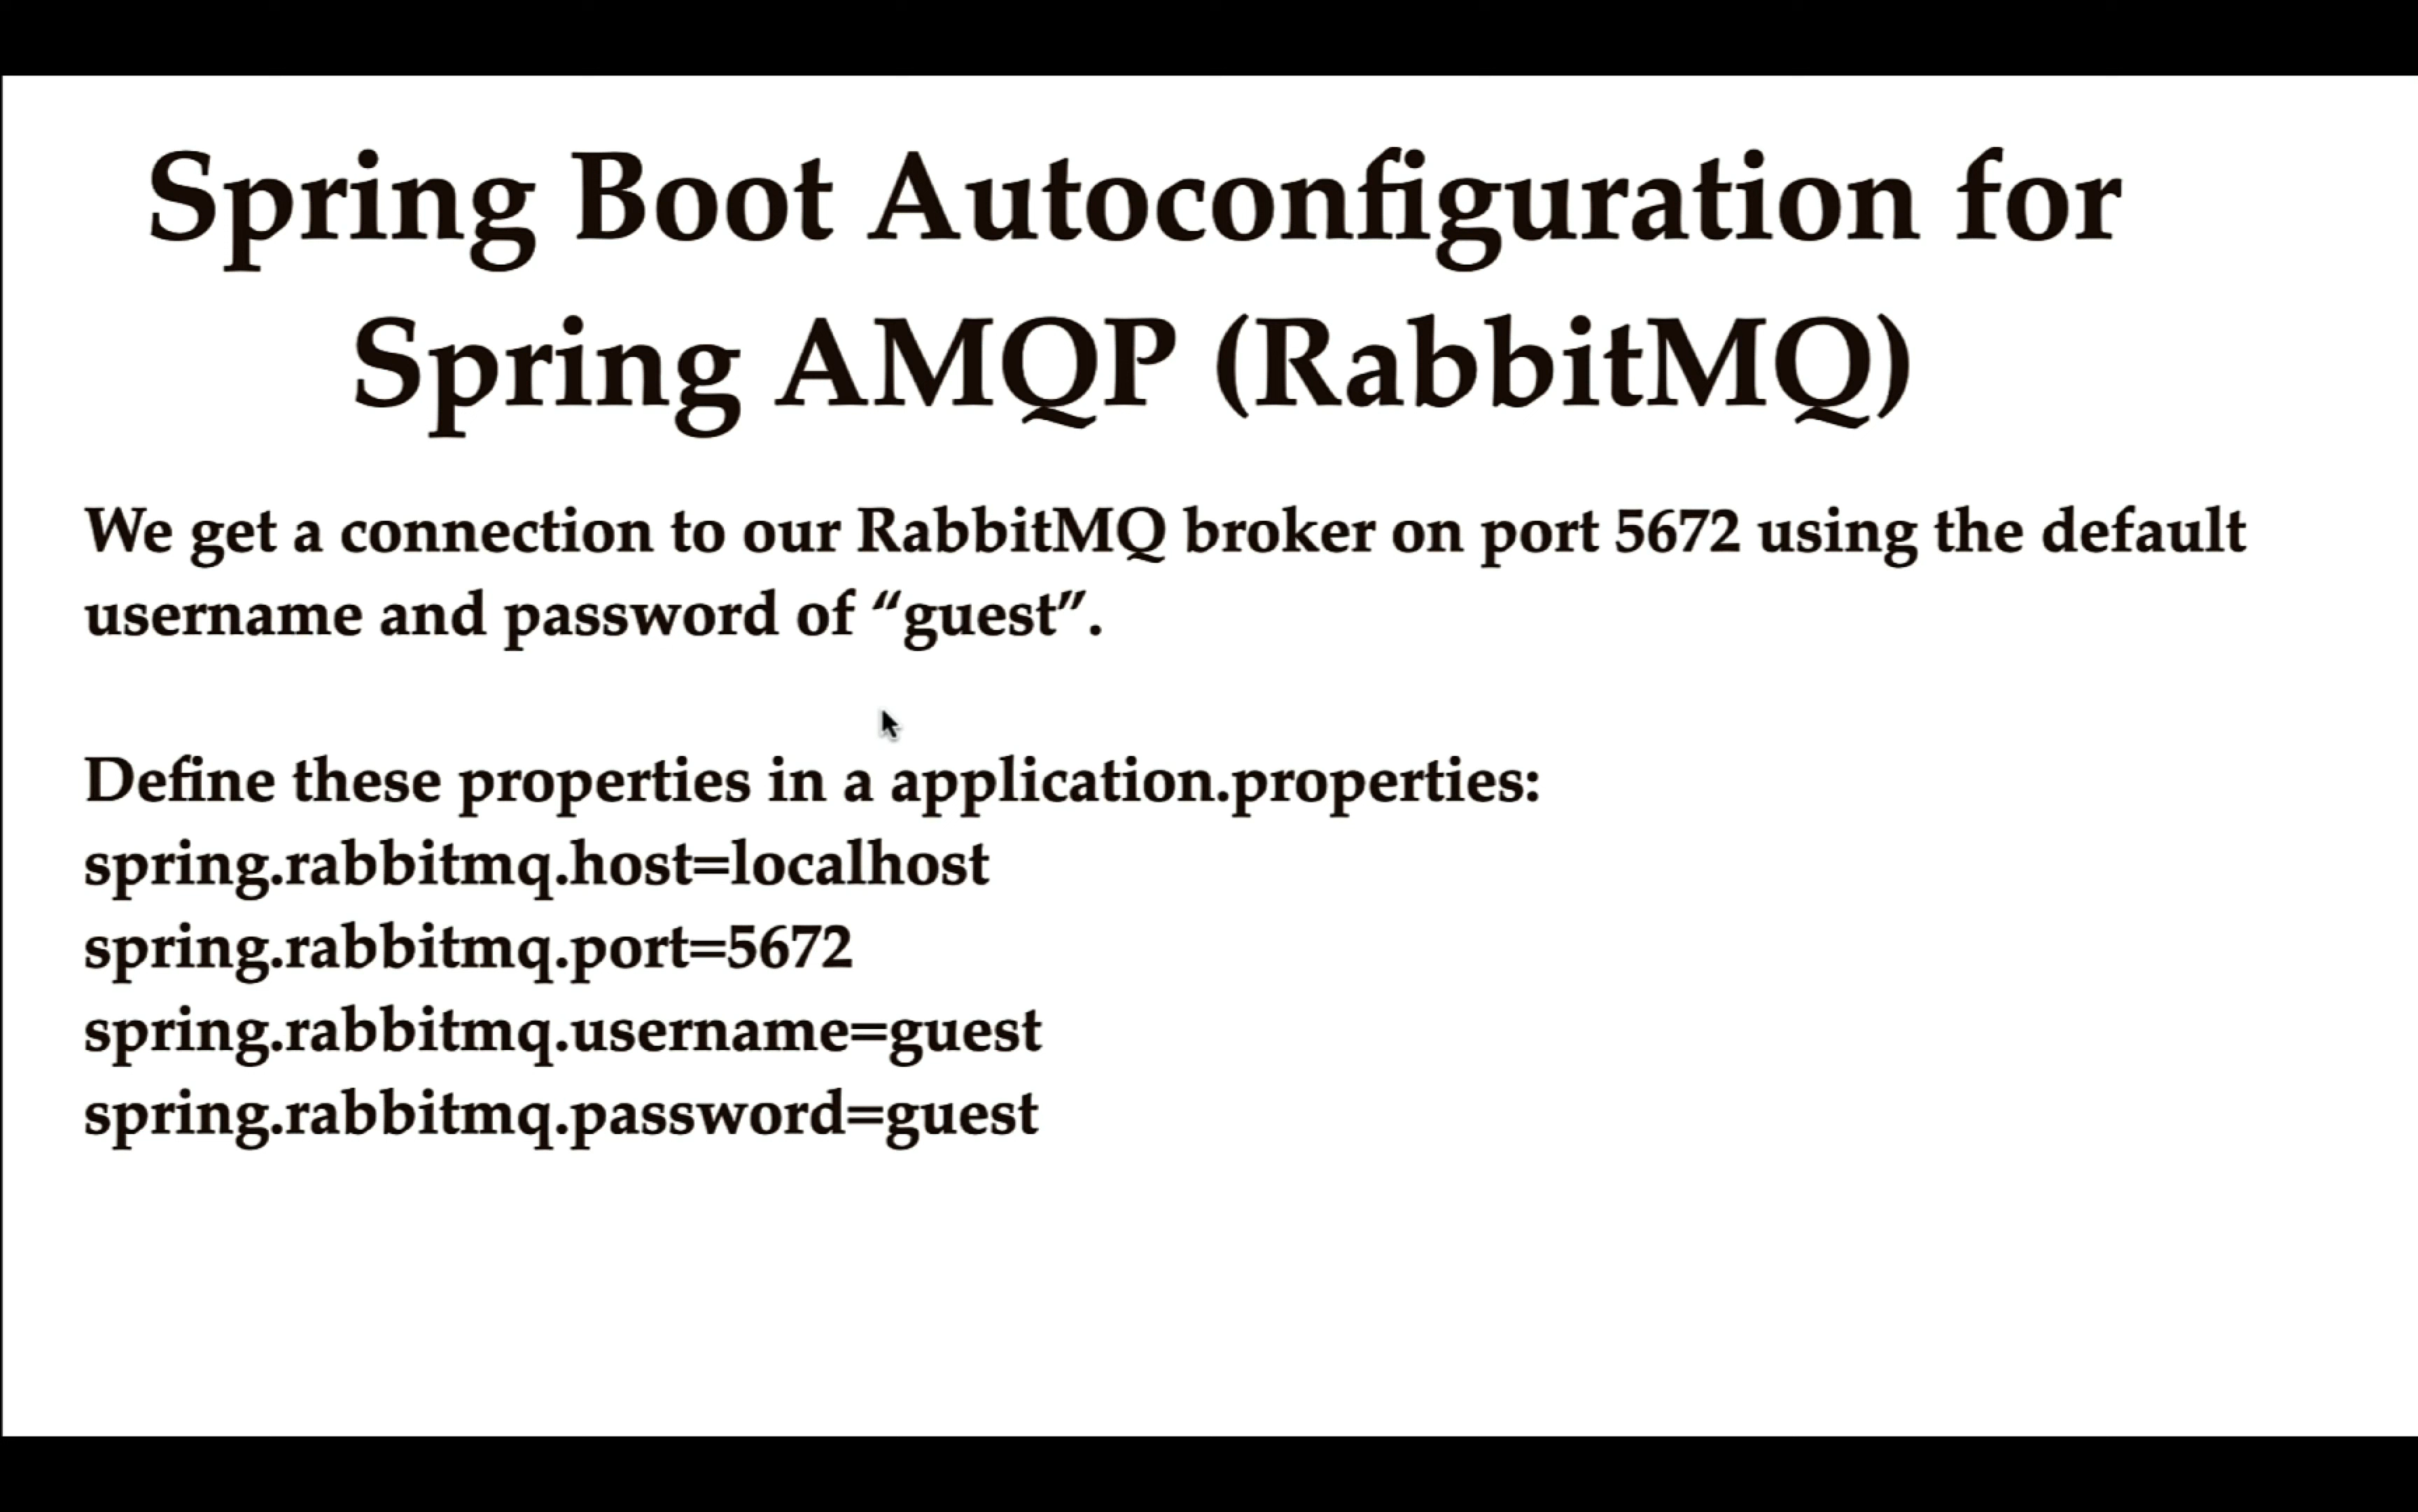 Spring Boot Autoconfiguration for
Spring AMQP (RabbitMQ)
We get a connection to our RabbitMQ broker on port 5672 using the default
username and password of “guest”.
Define these properties in a application.properties:
spring.rabbitmq.host=localhost
spring.rabbitmq.port=5672
spring.rabbitmq.username=guest
spring.rabbitmq.password=guest